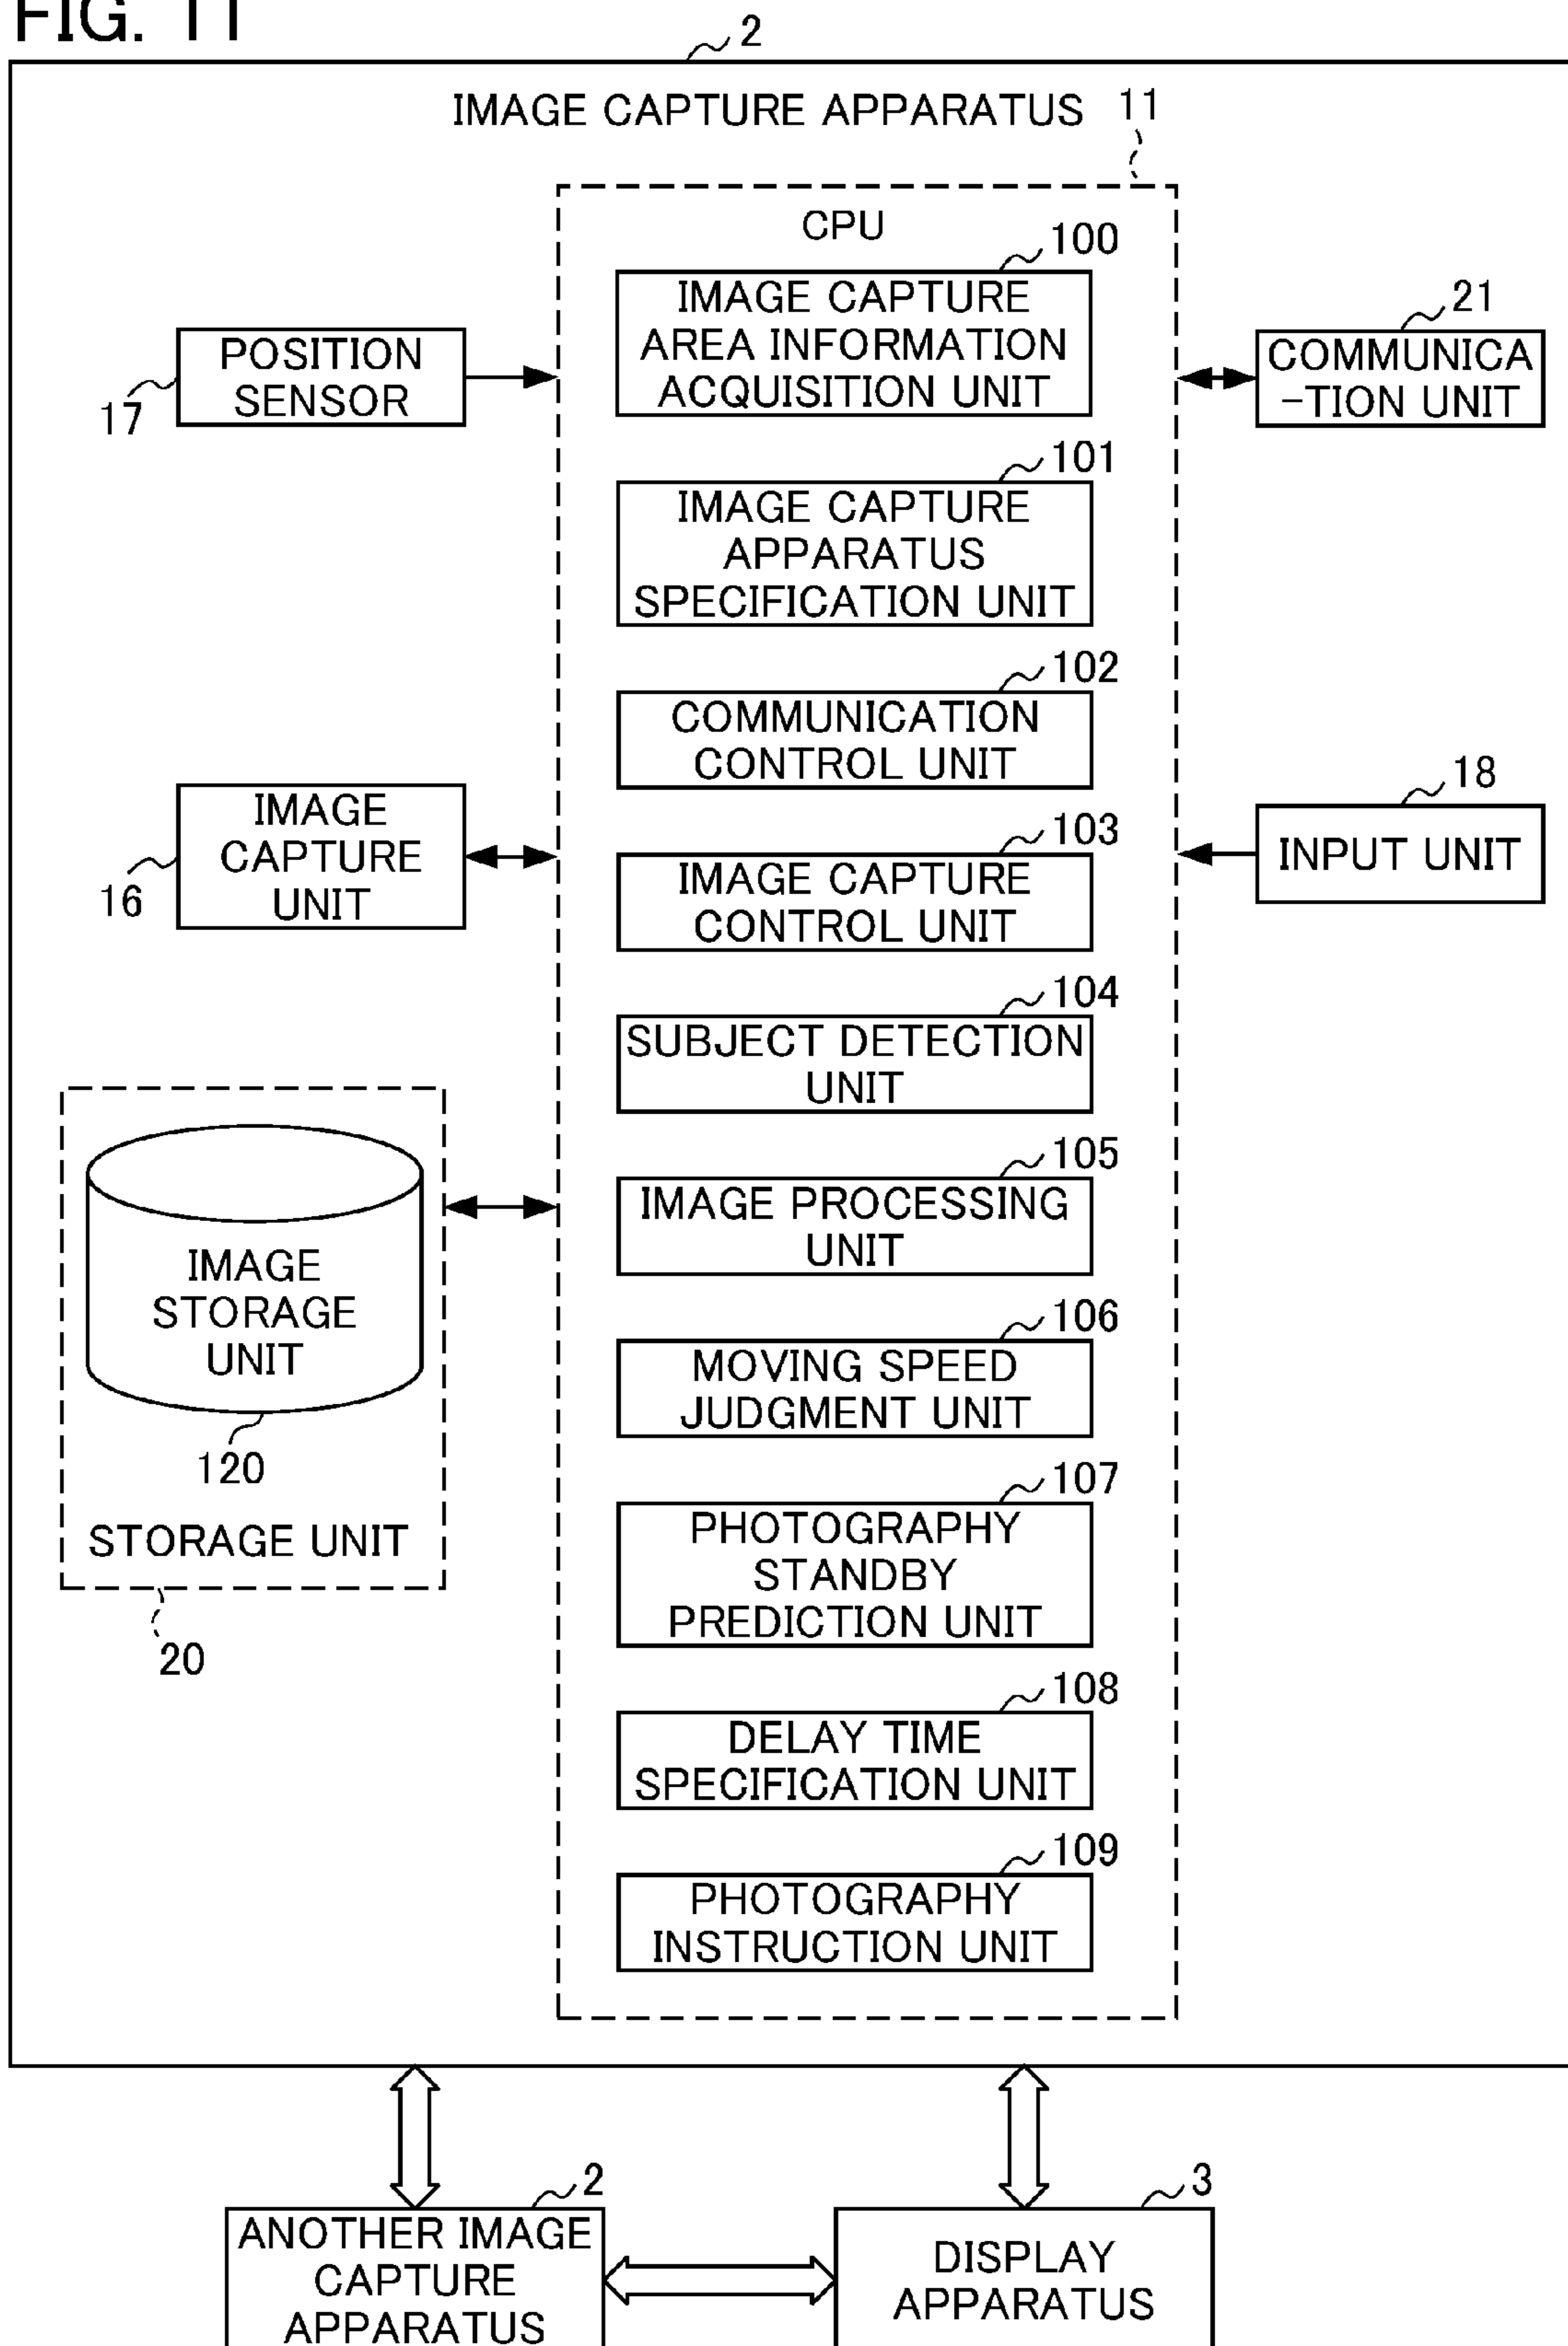 FIG. 11
2
IMAGE CAPTURE APPARATUS
11
CPU
100
IMAGE CAPTURE
AREA INFORMATION
ACQUISITION UNIT
POSITION
SENSOR
17
21
COMMUNICA
-TION UNIT
101
IMAGE CAPTURE
APPARATUS
SPECIFICATION UNIT
102
COMMUNICATION
CONTROL UNIT
IMAGE
CAPTURE
UNIT
16
18
INPUT UNIT
103
IMAGE CAPTURE
CONTROL UNIT
104
SUBJECT DETECTION
UNIT
105
IMAGE PROCESSING
UNIT
IMAGE
STORAGE
UNIT
120
STORAGE UNIT
20
106
MOVING SPEED
JUDGMENT UNIT
107
PHOTOGRAPHY
STANDBY
PREDICTION UNIT
108
DELAY TIME
SPECIFICATION UNIT
109
PHOTOGRAPHY
INSTRUCTION UNIT
2
ANOTHER IMAGE
CAPTURE
APPARATUS
3
DISPLAY
APPARATUS